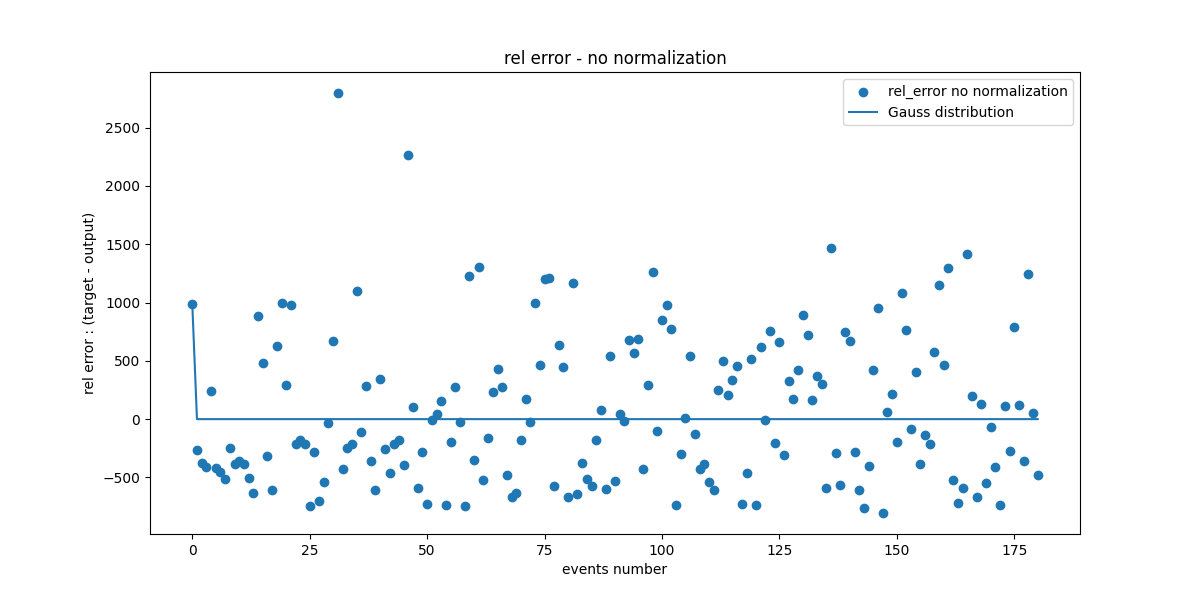 rel error - no normalization
rel_error no normalization
Gauss distribution
rel error : (target - output)
2500
2000
1500
1000
500
0
−500
0 25 50 75 100 125 150 175
events number